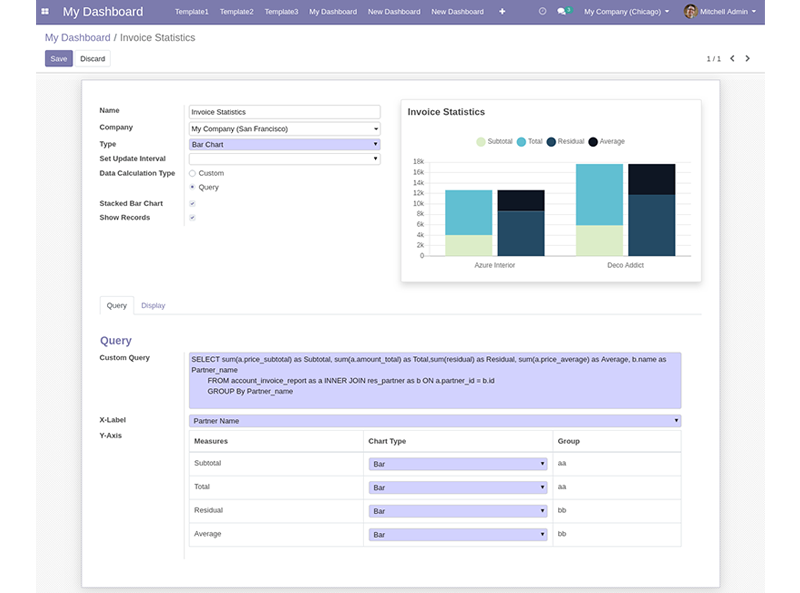 My Dashboard Template1 Template2 Template3 My Dashboard New Dashboard New Dashboard + 3 My Company (Chicago) Mitchell Admin
My Dashboard / Invoice Statistics
Save Discard 1 / 1
Name Invoice Statistics
Company My Company (San Francisco)
Type Bar Chart
Set Update Interval
Data Calculation Type Custom
Query
Stacked Bar Chart
Show Records
Invoice Statistics
Subtotal Total Residual Average
18k
16k
14k
12k
10k
8k
6k
4k
2k
0
Azure Interior Deco Addict
Query Display
Query
Custom Query
SELECT sum(a.price_subtotal) as Subtotal, sum(a.amount_total) as Total,sum(residual) as Residual, sum(a.price_average) as Average, b.name as
Partner_name
FROM account_invoice_report as a INNER JOIN res_partner as b ON a.partner_id = b.id
GROUP By Partner_name
X-Label Partner Name
Y-Axis
Measures Chart Type Group
Subtotal Bar aa
Total Bar aa
Residual Bar bb
Average Bar bb